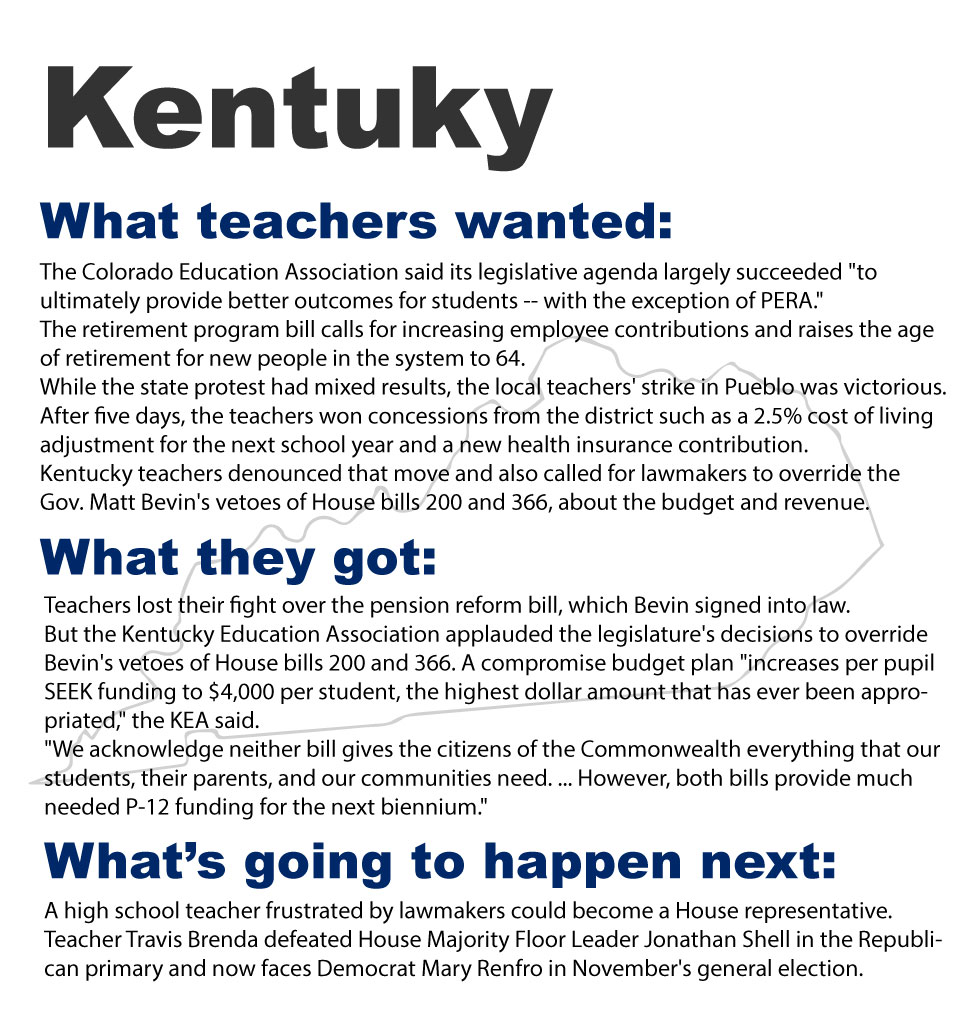 Kentuky
What teachers wanted:
The Colorado Education Association said its legislative agenda largely succeeded "to
ultimately provide better outcomes for students -- with the exception of PERA."
The retirement program bill calls for increasing employee contributions and raises the age
of retirement for new people in the system to 64.
While the state protest had mixed results, the local teachers' strike in Pueblo was victorious.
After five days, the teachers won concessions from the district such as a 2.5% cost of living
adjustment for the next school year and a new health insurance contribution.
Kentucky teachers denounced that move and also called for lawmakers to override the
Gov. Matt Bevin's vetoes of House bills 200 and 366, about the budget and revenue.
What they got:
Teachers lost their fight over the pension reform bill, which Bevin signed into law.
But the Kentucky Education Association applauded the legislature's decisions to override
Bevin's vetoes of House bills 200 and 366. A compromise budget plan "increases per pupil
SEEK funding to $4,000 per student, the highest dollar amount that has ever been appro-
priated," the KEA said.
"We acknowledge neither bill gives the citizens of the Commonwealth everything that our
students, their parents, and our communities need. ... However, both bills provide much
needed P-12 funding for the next biennium."
What’s going to happen next:
A high school teacher frustrated by lawmakers could become a House representative.
Teacher Travis Brenda defeated House Majority Floor Leader Jonathan Shell in the Republi-
can primary and now faces Democrat Mary Renfro in November's general election.